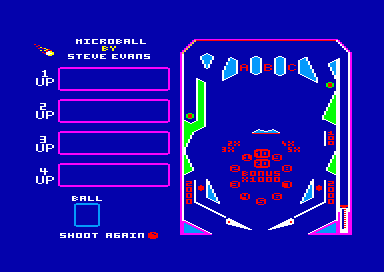 MICROBALL
BY
STEVE EVANS
1
UP
2
UP
3
UP
4
UP
BALL
SHOOT AGAIN
A B C
2X 4X
3X 5X
10
20
BONUS
X1000